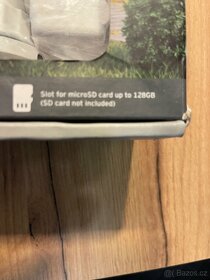 Slot for microSD card up to 128GB
(SD card not included)
Bazos.cz